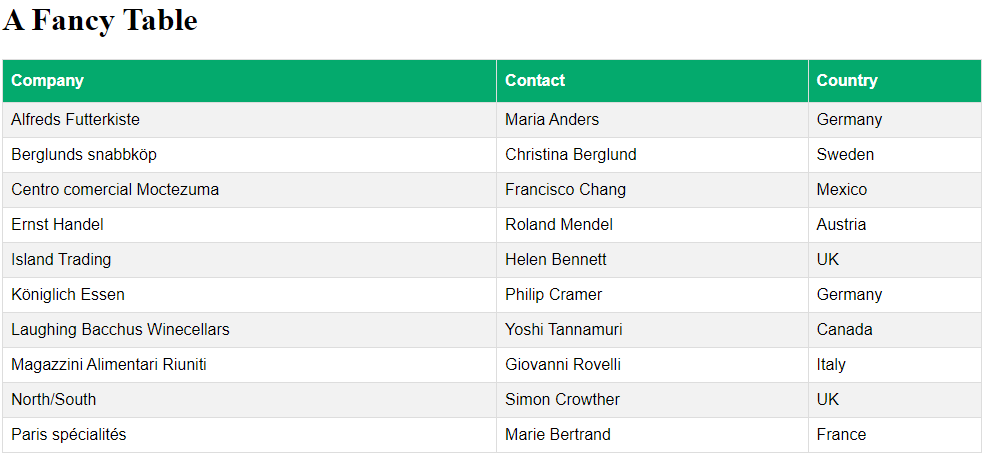 A Fancy Table
Company Contact Country
Alfreds Futterkiste Maria Anders Germany
Berglunds snabbköp Christina Berglund Sweden
Centro comercial Moctezuma Francisco Chang Mexico
Ernst Handel Roland Mendel Austria
Island Trading Helen Bennett UK
Königlich Essen Philip Cramer Germany
Laughing Bacchus Winecellars Yoshi Tannamuri Canada
Magazzini Alimentari Riuniti Giovanni Rovelli Italy
North/South Simon Crowther UK
Paris spécialités Marie Bertrand France